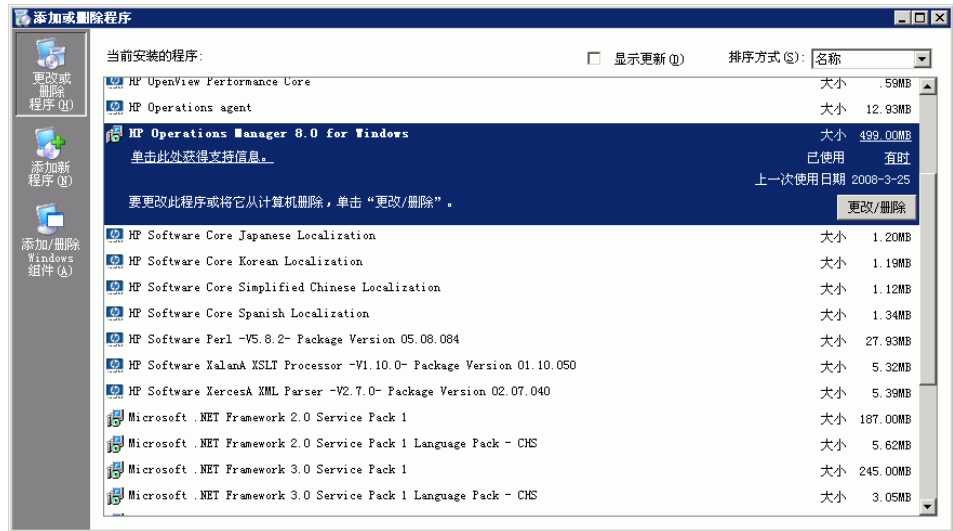 添加或删除程序
更改或删除程序(H)
添加新程序(N)
添加/删除 Windows 组件(A)
当前安装的程序:
显示更新(D)
排序方式(S): 名称
HP OpenView Performance Core 大小 .59MB
HP Operations agent 大小 12.93MB
HP Operations Manager 8.0 for Windows 大小 499.00MB
单击此处获得支持信息。 已使用 有时
上一次使用日期 2008-3-25
要更改此程序或将它从计算机删除，单击“更改/删除”。 更改/删除
HP Software Core Japanese Localization 大小 1.20MB
HP Software Core Korean Localization 大小 1.19MB
HP Software Core Simplified Chinese Localization 大小 1.12MB
HP Software Core Spanish Localization 大小 1.34MB
HP Software Perl -V5.8.2- Package Version 05.08.084 大小 27.93MB
HP Software XalanA XSLT Processor -V1.10.0- Package Version 01.10.050 大小 5.32MB
HP Software XercesA XML Parser -V2.7.0- Package Version 02.07.040 大小 5.39MB
Microsoft .NET Framework 2.0 Service Pack 1 大小 187.00MB
Microsoft .NET Framework 2.0 Service Pack 1 Language Pack - CHS 大小 5.62MB
Microsoft .NET Framework 3.0 Service Pack 1 大小 245.00MB
Microsoft .NET Framework 3.0 Service Pack 1 Language Pack - CHS 大小 3.05MB